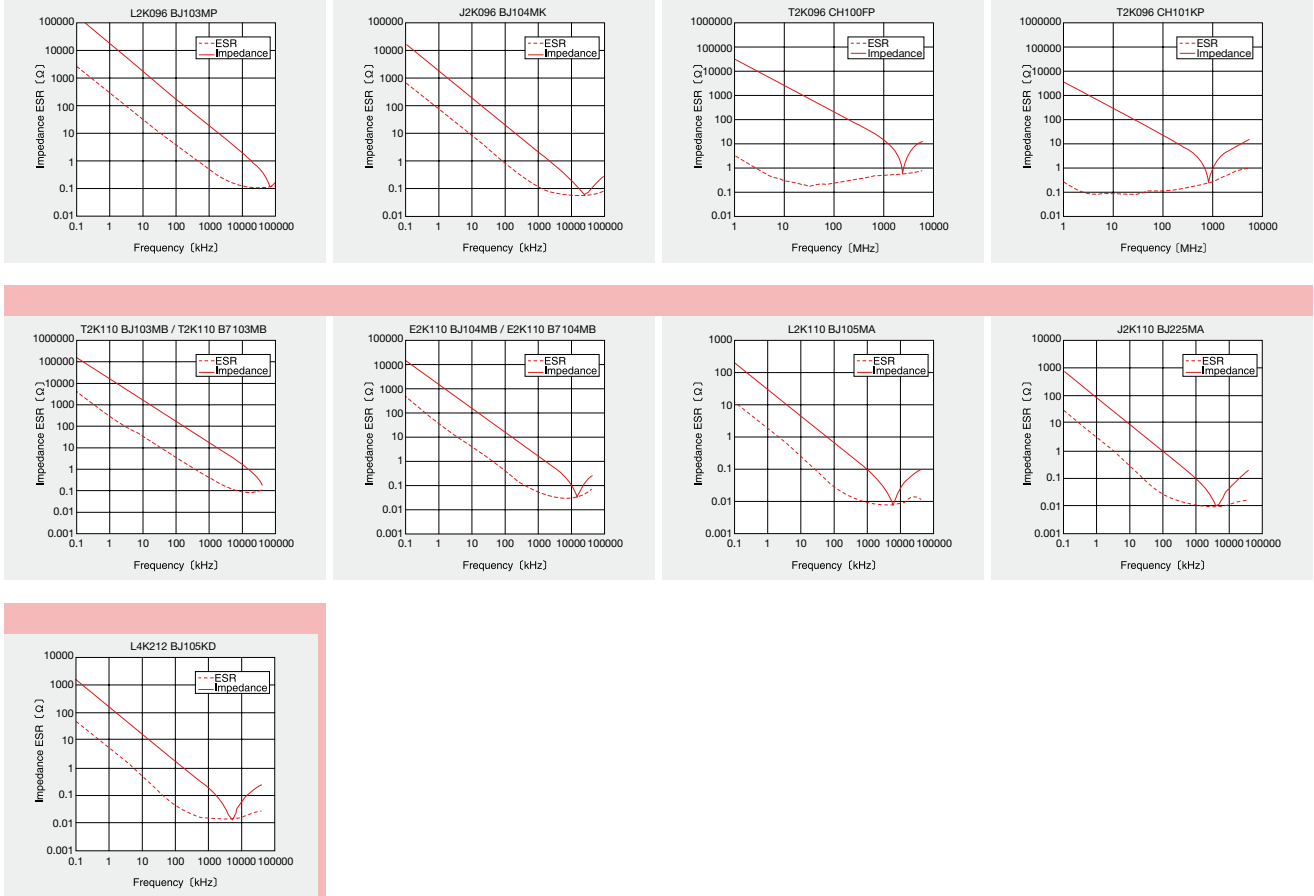 L2K096 BJ103MP
100000
10000
1000
100
10
1
0.1
0.01
Impedance ESR〔Ω〕
ESR
Impedance
0.1 1 10 100 1000 10000 100000
Frequency〔kHz〕
J2K096 BJ104MK
100000
10000
1000
100
10
1
0.1
0.01
Impedance ESR〔Ω〕
ESR
Impedance
0.1 1 10 100 1000 10000 100000
Frequency〔kHz〕
T2K096 CH100FP
1000000
100000
10000
1000
100
10
1
0.1
0.01
Impedance ESR〔Ω〕
ESR
Impedance
1 10 100 1000 10000
Frequency〔MHz〕
T2K096 CH101KP
1000000
100000
10000
1000
100
10
1
0.1
0.01
Impedance ESR〔Ω〕
ESR
Impedance
1 10 100 1000 10000
Frequency〔MHz〕
T2K110 BJ103MB / T2K110 B7103MB
1000000
100000
10000
1000
100
10
1
0.1
0.01
0.001
Impedance ESR〔Ω〕
ESR
Impedance
0.1 1 10 100 1000 10000 100000
Frequency〔kHz〕
E2K110 BJ104MB / E2K110 B7104MB
100000
10000
1000
100
10
1
0.1
0.01
0.001
Impedance ESR〔Ω〕
ESR
Impedance
0.1 1 10 100 1000 10000 100000
Frequency〔kHz〕
L2K110 BJ105MA
1000
100
10
1
0.1
0.01
0.001
Impedance ESR〔Ω〕
ESR
Impedance
0.1 1 10 100 1000 10000 100000
Frequency〔kHz〕
J2K110 BJ225MA
10000
1000
100
10
1
0.1
0.01
0.001
Impedance ESR〔Ω〕
ESR
Impedance
0.1 1 10 100 1000 10000 100000
Frequency〔kHz〕
L4K212 BJ105KD
10000
1000
100
10
1
0.1
0.01
0.001
Impedance ESR〔Ω〕
ESR
Impedance
0.1 1 10 100 1000 10000 100000
Frequency〔kHz〕